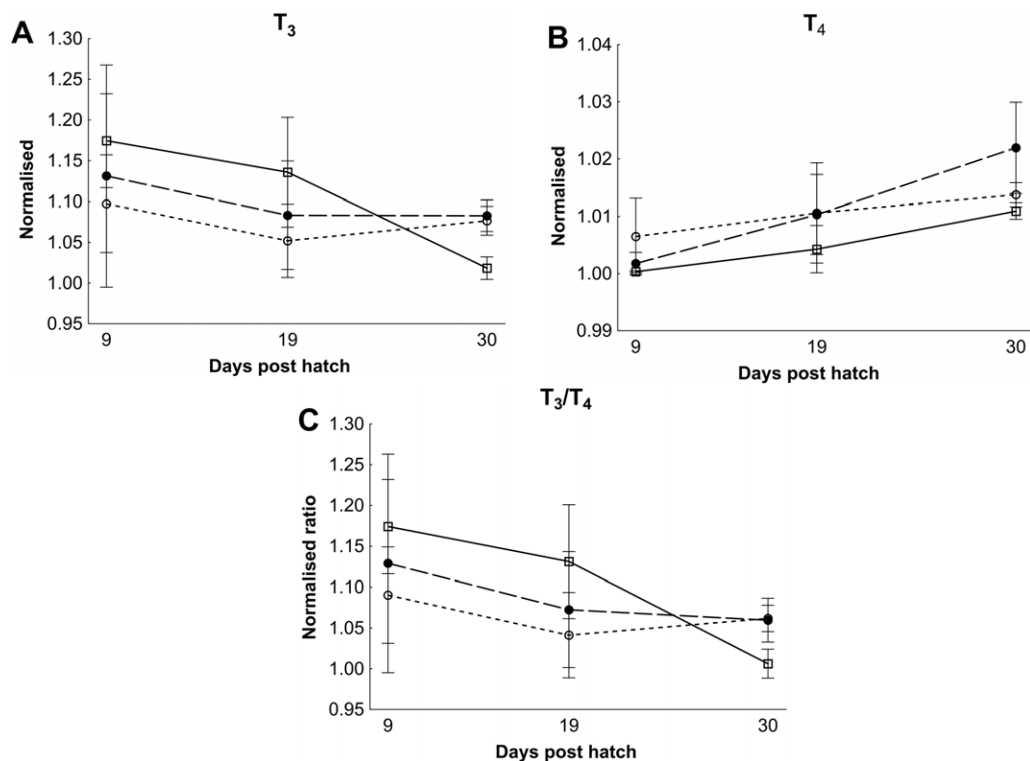 A
T3
1.30
1.25
1.20
1.15
1.10
1.05
1.00
0.95
Normalised
9 19 30
Days post hatch
B
T4
1.04
1.03
1.02
1.01
1.00
0.99
Normalised
9 19 30
Days post hatch
C
T3/T4
1.30
1.25
1.20
1.15
1.10
1.05
1.00
0.95
Normalised ratio
9 19 30
Days post hatch